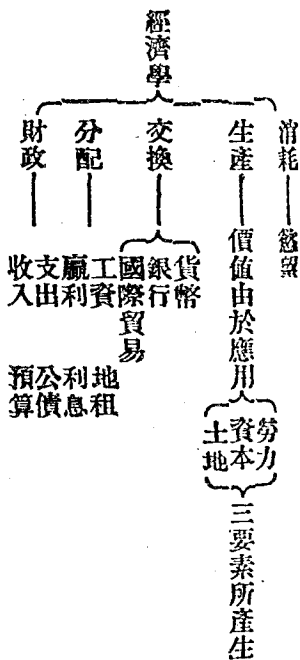 經濟學
消耗 慾望
生產 價值由於應用 勞力 資本 土地 三要素所產生
交換 貨幣 銀行 國際貿易
分配 工資 地租 贏利 利息
財政 支出 公債 收入 預算